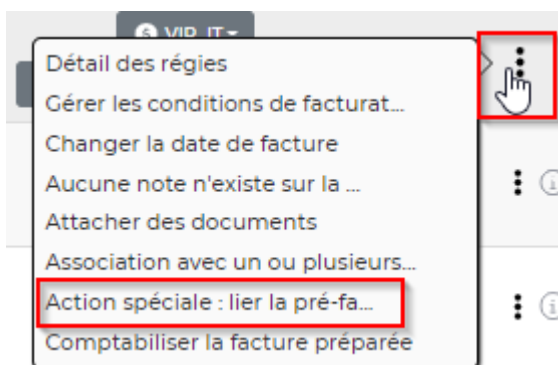 VIP_IT
Détail des régies
Gérer les conditions de facturat...
Changer la date de facture
Aucune note n'existe sur la ...
Attacher des documents
Association avec un ou plusieurs...
Action spéciale : lier la pré-fa...
Comptabiliser la facture préparée